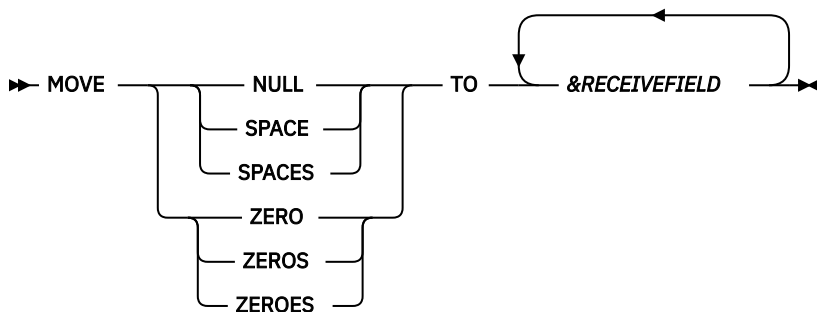 MOVE NULL TO &RECEIVEFIELD
SPACE
SPACES
ZERO
ZEROS
ZEROES